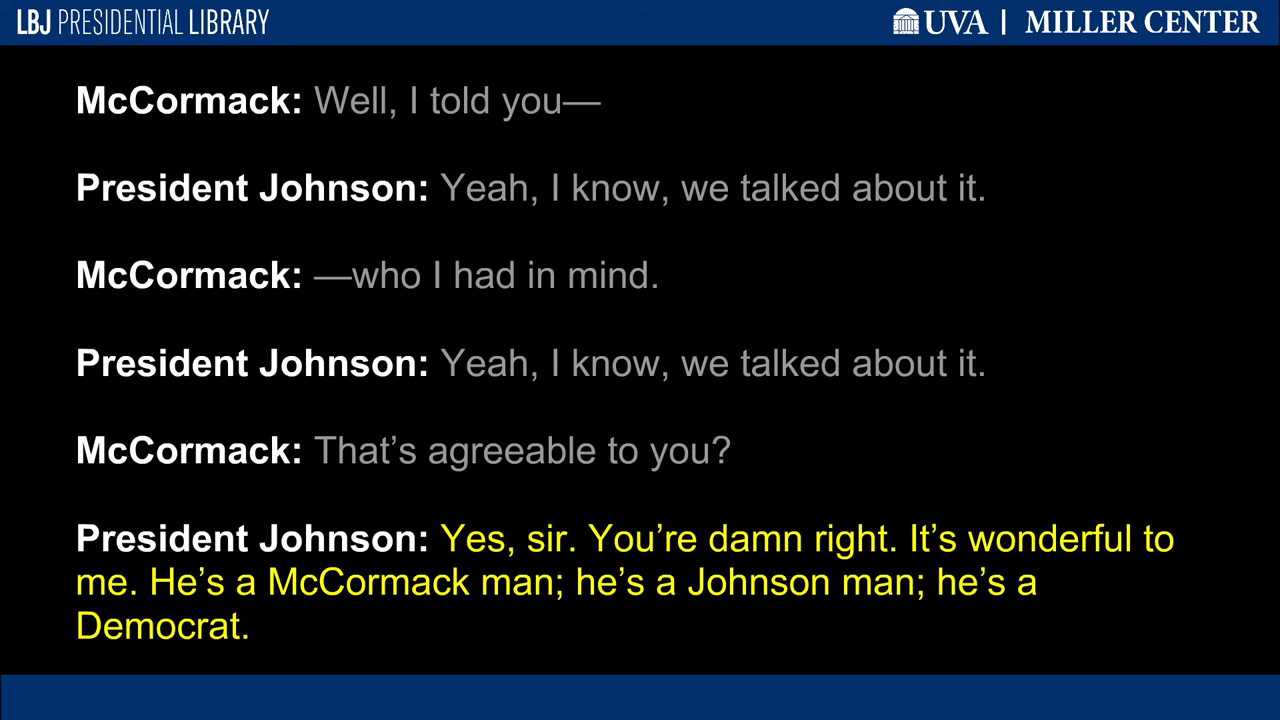 LBJ PRESIDENTIAL LIBRARY
UVA | MILLER CENTER
McCormack: Well, I told you—
President Johnson: Yeah, I know, we talked about it.
McCormack: —who I had in mind.
President Johnson: Yeah, I know, we talked about it.
McCormack: That’s agreeable to you?
President Johnson: Yes, sir. You’re damn right. It’s wonderful to
me. He’s a McCormack man; he’s a Johnson man; he’s a
Democrat.